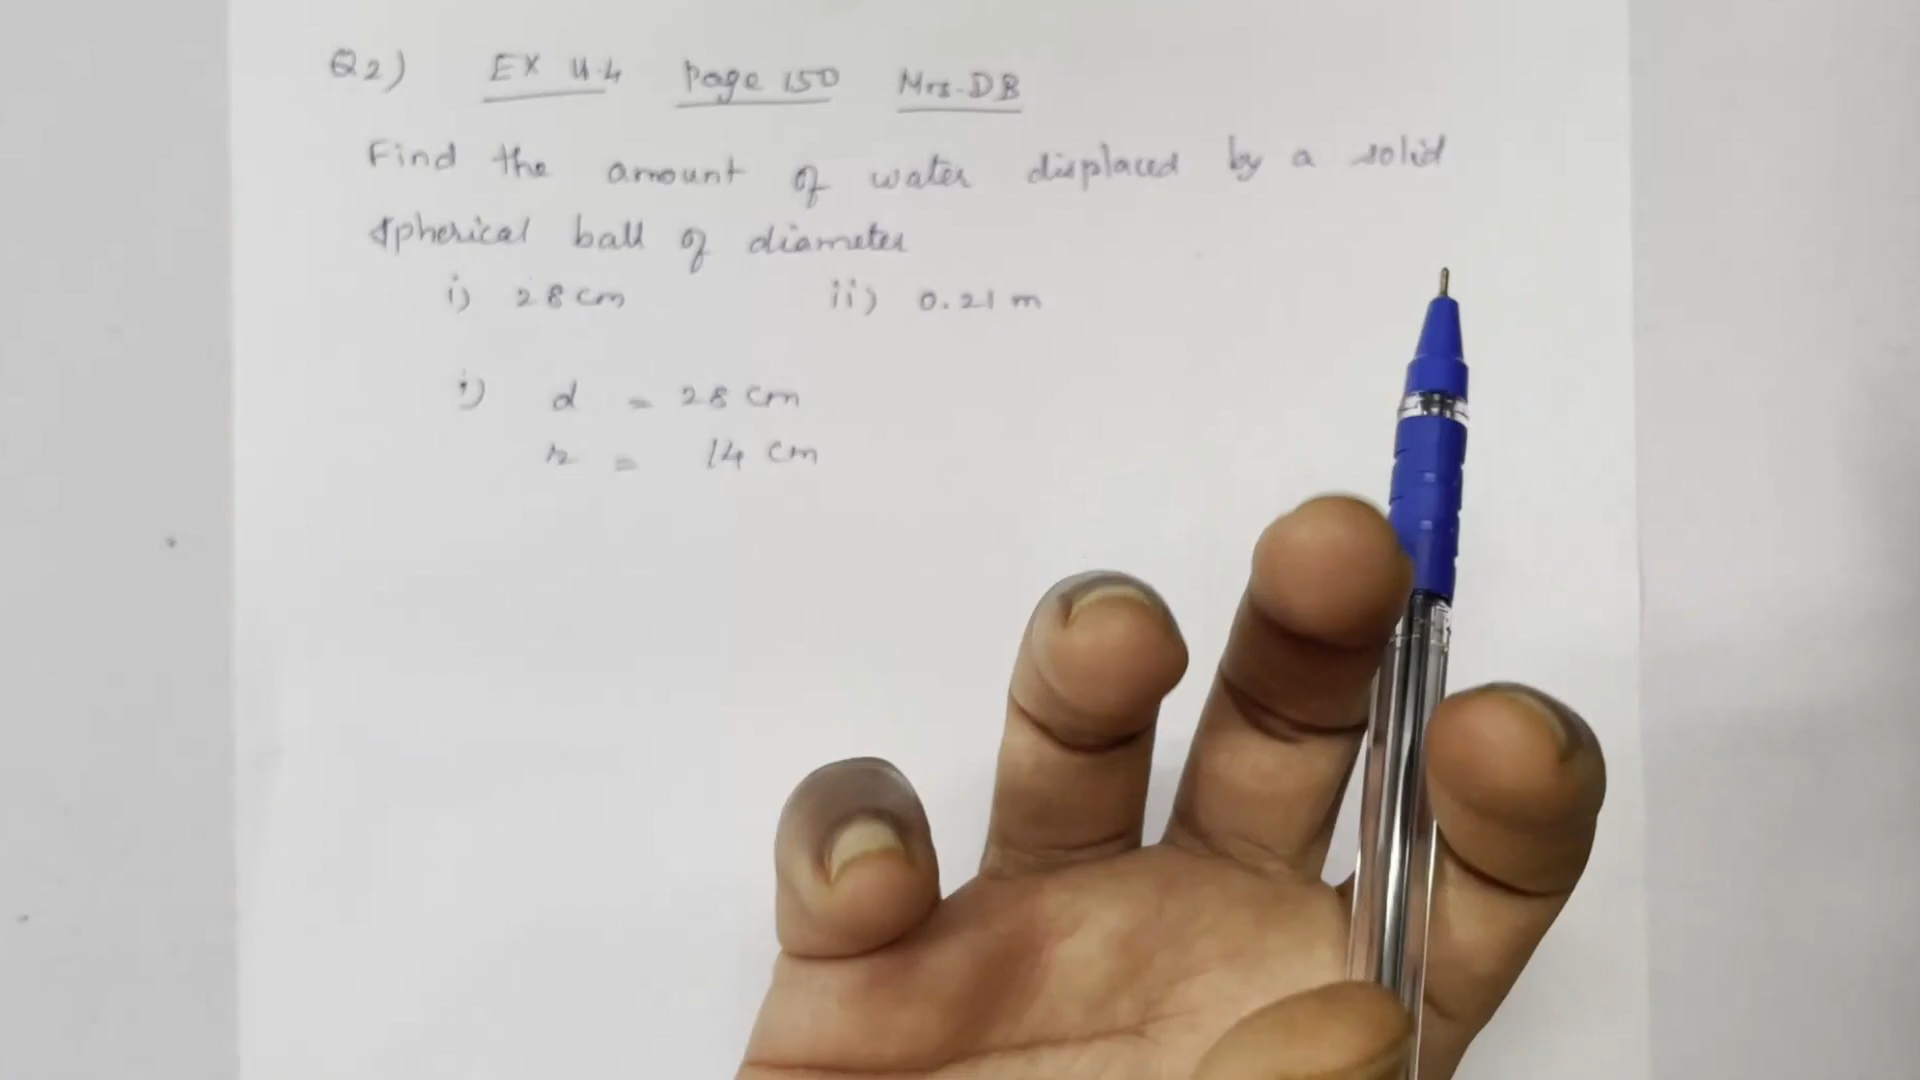 Q2) EX 11.4 Page 150 Mrs.DB
Find the amount of water displaced by a solid
spherical ball of diameter
i) 28 cm ii) 0.21 m
i) d = 28 cm
r = 14 cm